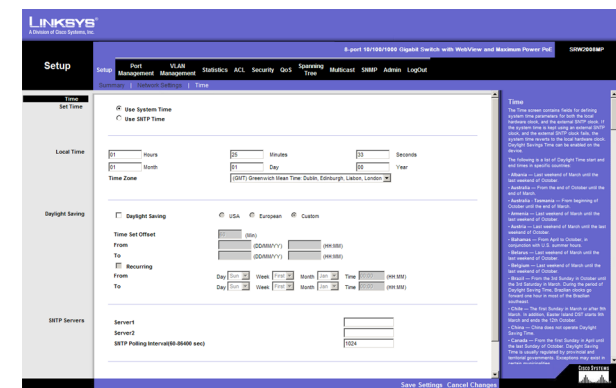 LINKSYS®
A Division of Cisco Systems, Inc.
8-port 10/100/1000 Gigabit Switch with WebView and Maximum Power PoE SRW2008MP
Setup
Setup Port Management VLAN Management Statistics ACL Security QoS Spanning Tree Multicast SNMP Admin LogOut
Summary | Network Settings | Time
Time
Set Time
Use System Time
Use SNTP Time
Local Time
01 Hours 25 Minutes 33 Seconds
01 Month 01 Day 00 Year
Time Zone (GMT) Greenwich Mean Time: Dublin, Edinburgh, Lisbon, London
Daylight Saving
Daylight Saving USA European Custom
Time Set Offset (Min)
From (DD/MM/YY) (HH:MM)
To (DD/MM/YY) (HH:MM)
Recurring
From Day Sun Week First Month Jan Time (HH:MM)
To Day Sun Week First Month Jan Time (HH:MM)
SNTP Servers
Server1
Server2
SNTP Polling Interval(60-86400 sec) 1024
Time
The Time screen contains fields for defining
system time parameters for both the local
hardware clock, and the external SNTP clock. If
the system time is kept using an external SNTP
clock, and the external SNTP clock fails, the
system time reverts to the local hardware clock.
Daylight Savings Time can be enabled on the
device.
The following is a list of Daylight Time start and
end times in specific countries:
- Albania — Last weekend of March until the
last weekend of October.
- Australia — From the end of October until the
end of March.
- Australia - Tasmania — From beginning of
October until the end of March.
- Armenia — Last weekend of March until the
last weekend of October.
- Austria — Last weekend of March until the
last weekend of October.
- Bahamas — From April to October, in
conjunction with U.S. summer hours.
- Belarus — Last weekend of March until the
last weekend of October.
- Belgium — Last weekend of March until the
last weekend of October.
- Brazil — From the 3rd Sunday in October until
the 3rd Saturday in March. During the period of
Daylight Saving Time, Brazilian clocks go
forward one hour in most of the Brazilian
southeast.
- Chile — The first Sunday in March or after 9th
March. In addition, Easter Island DST starts 9th
March and ends the 12th October.
- China — China does not operate Daylight
Saving Time.
- Canada — From the first Sunday in April until
the last Sunday of October. Daylight Saving
Time is usually regulated by provincial and
territorial governments. Exceptions may exist in
Save Settings Cancel Changes
CISCO SYSTEMS